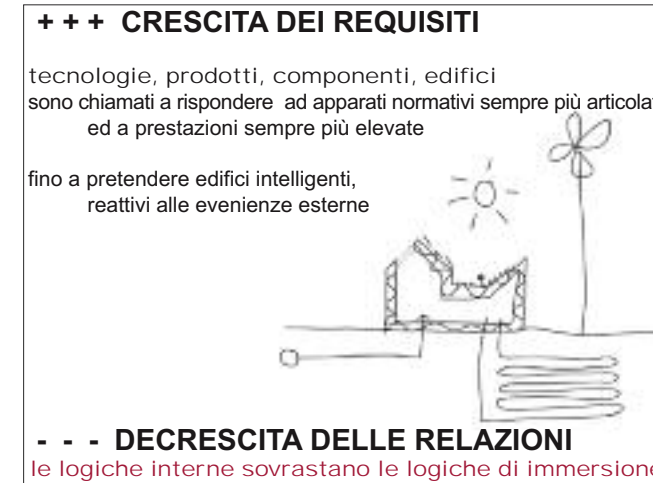 + + + CRESCITA DEI REQUISITI
tecnologie, prodotti, componenti, edifici
sono chiamati a rispondere ad apparati normativi sempre più articolat
ed a prestazioni sempre più elevate
fino a pretendere edifici intelligenti,
reattivi alle evenienze esterne
- - - DECRESCITA DELLE RELAZIONI
le logiche interne sovrastano le logiche di immersione